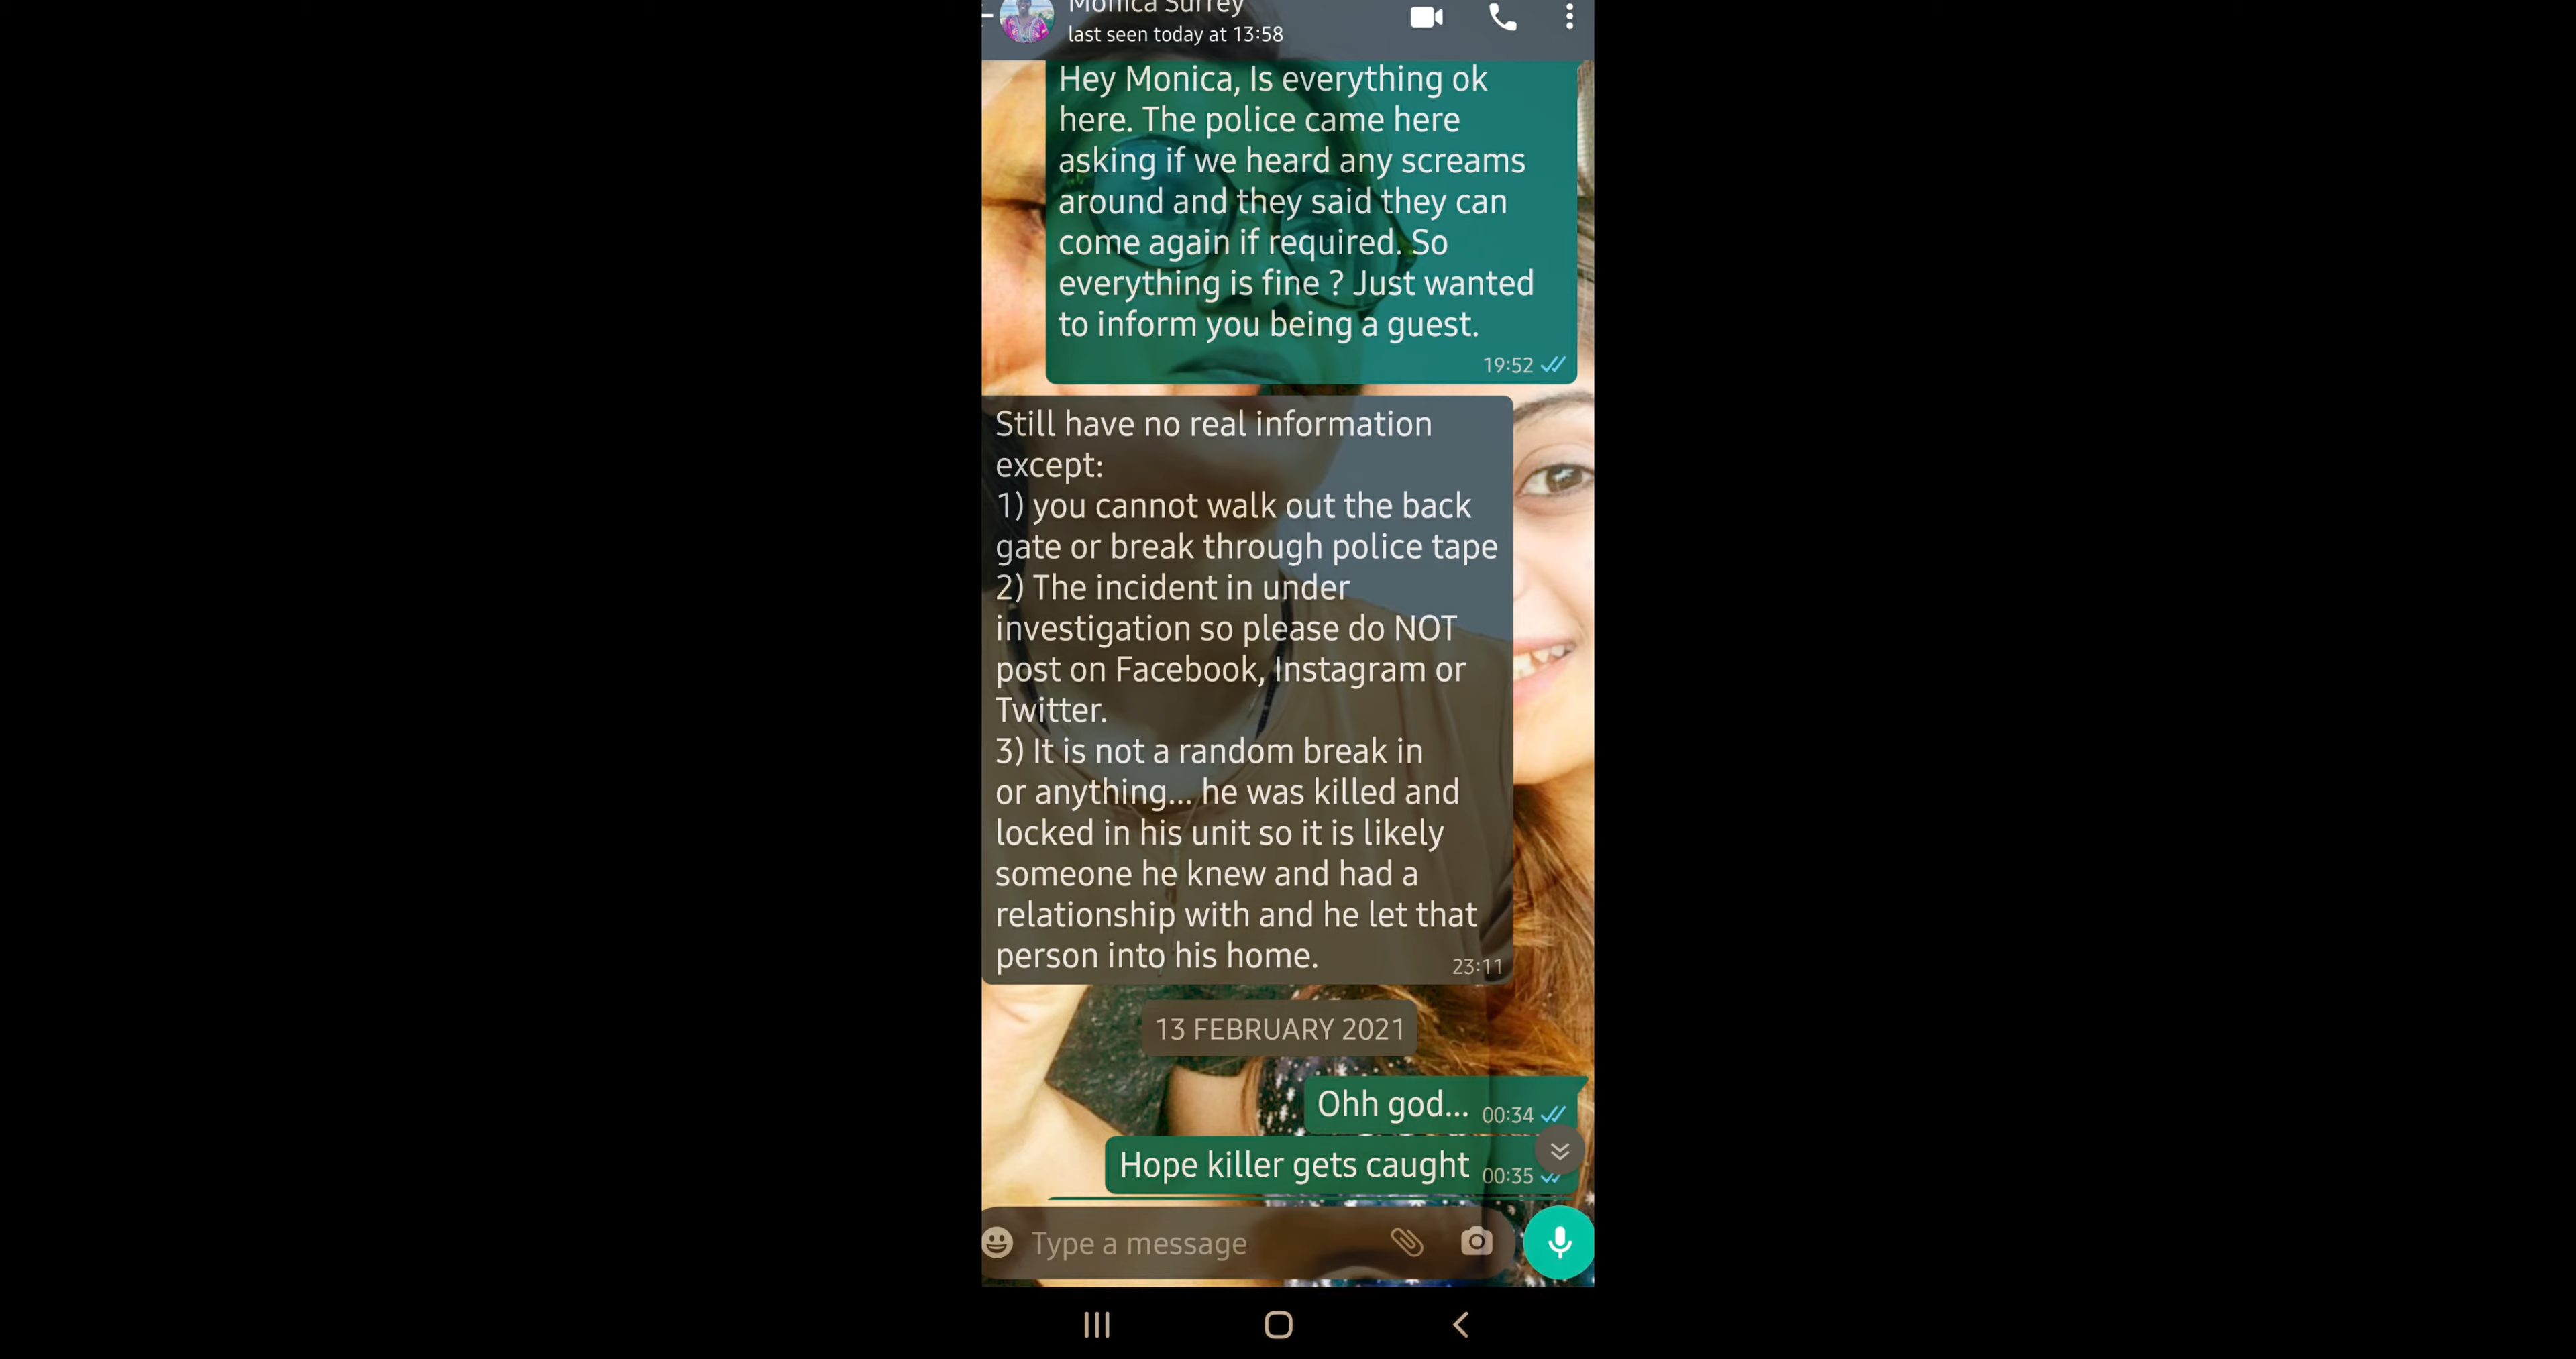 Monica Surrey
last seen today at 13:58
Hey Monica, Is everything ok
here. The police came here
asking if we heard any screams
around and they said they can
come again if required. So
everything is fine ? Just wanted
to inform you being a guest.
19:52
Still have no real information
except:
1) you cannot walk out the back
gate or break through police tape
2) The incident in under
investigation so please do NOT
post on Facebook, Instagram or
Twitter.
3) It is not a random break in
or anything... he was killed and
locked in his unit so it is likely
someone he knew and had a
relationship with and he let that
person into his home.
23:11
13 FEBRUARY 2021
Ohh god... 00:34
Hope killer gets caught 00:35
Type a message